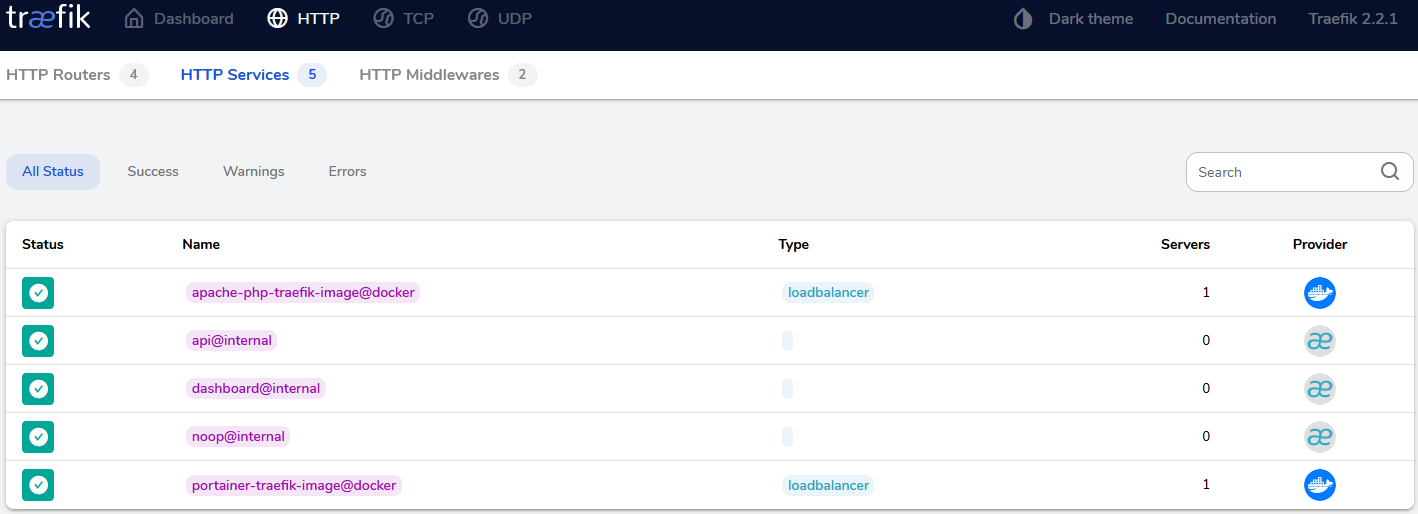 træfik Dashboard HTTP TCP UDP Dark theme Documentation Traefik 2.2.1
HTTP Routers 4 HTTP Services 5 HTTP Middlewares 2
All Status Success Warnings Errors Search
Status Name Type Servers Provider
apache-php-traefik-image@docker loadbalancer 1
api@internal 0 æ
dashboard@internal 0 æ
noop@internal 0 æ
portainer-traefik-image@docker loadbalancer 1